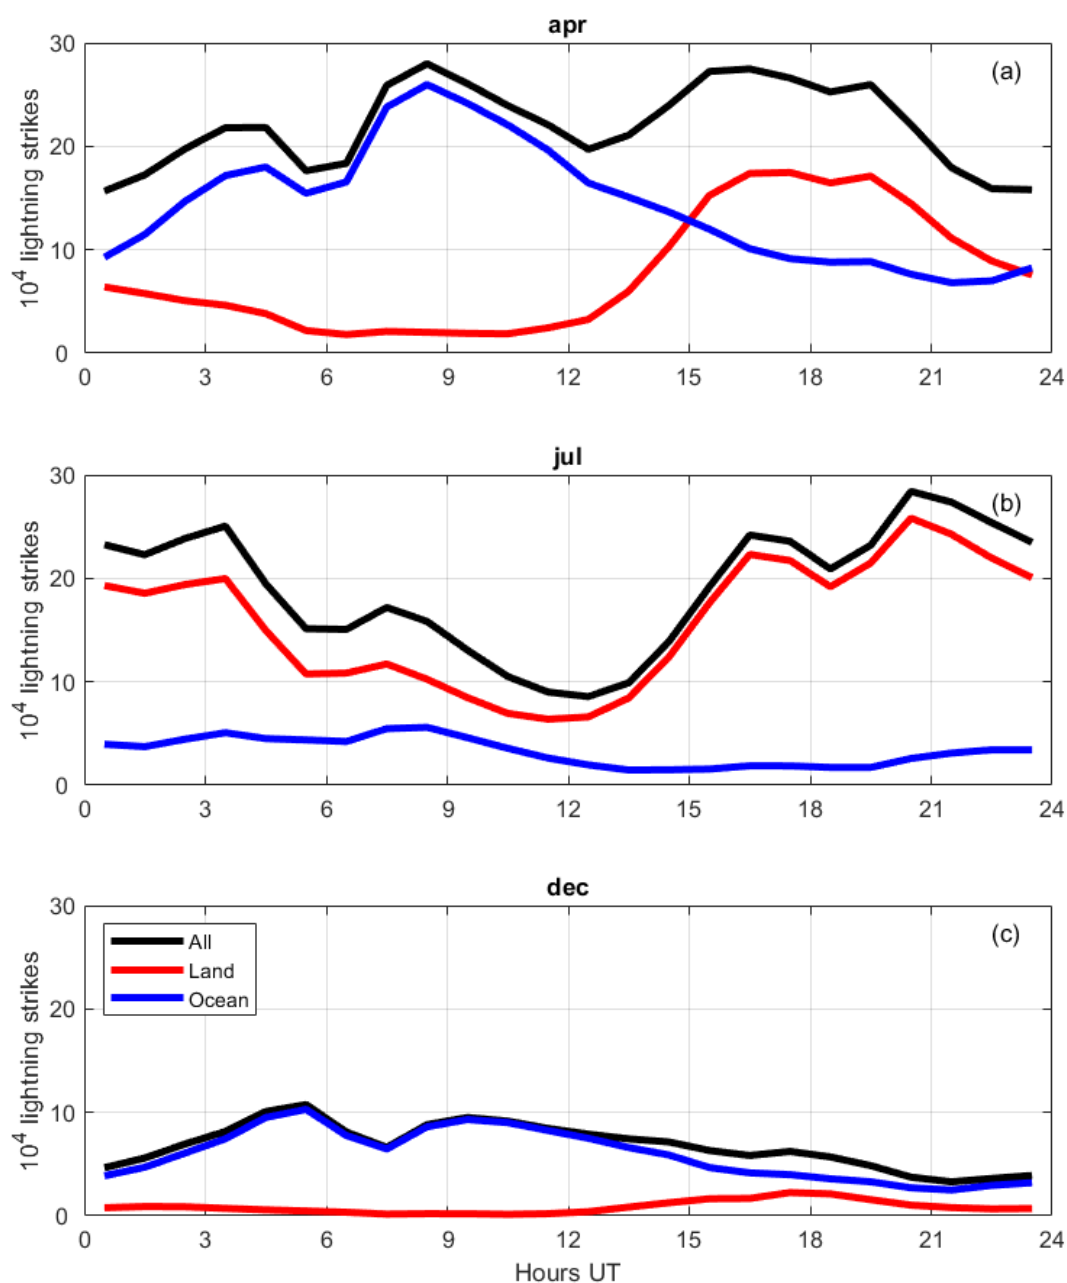 apr
30
(a)
20
10
0
10⁴ lightning strikes
0 3 6 9 12 15 18 21 24
jul
30
(b)
20
10
0
10⁴ lightning strikes
0 3 6 9 12 15 18 21 24
dec
30
(c)
All
Land
Ocean
20
10
0
10⁴ lightning strikes
0 3 6 9 12 15 18 21 24
Hours UT